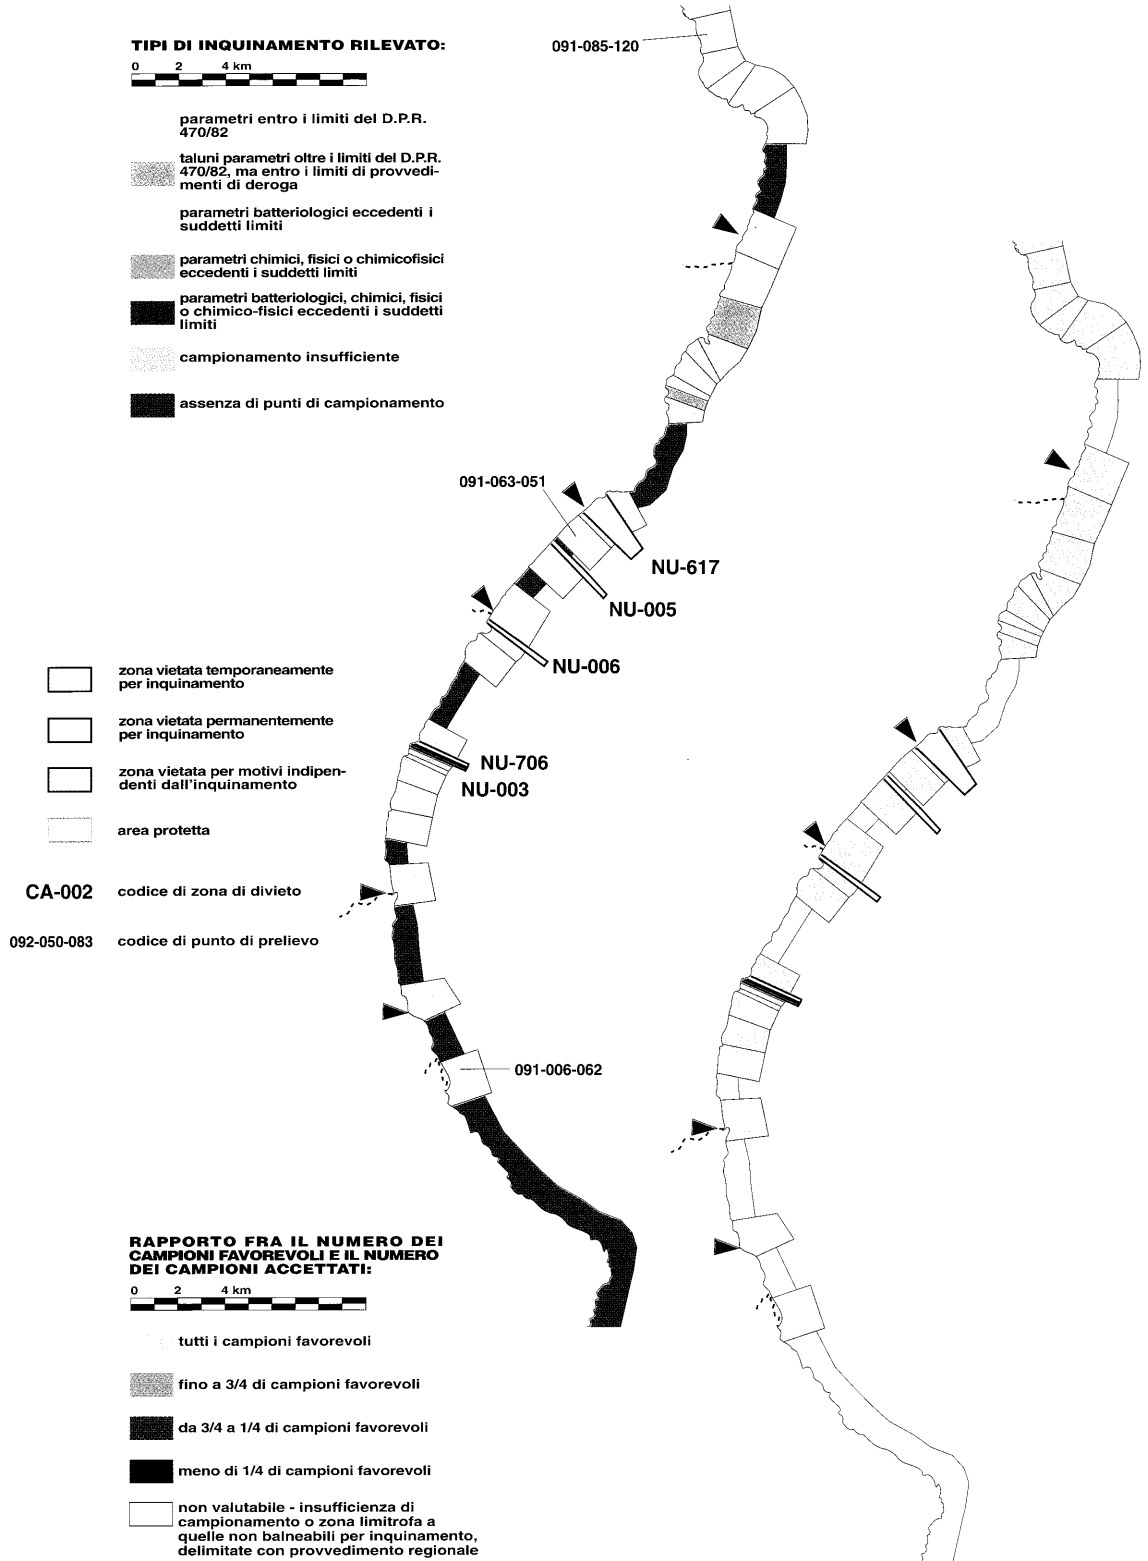 TIPI DI INQUINAMENTO RILEVATO:
0 2 4 km
parametri entro i limiti del D.P.R.
470/82
taluni parametri oltre i limiti del D.P.R.
470/82, ma entro i limiti di provvedi-
menti di deroga
parametri batteriologici eccedenti i
suddetti limiti
parametri chimici, fisici o chimicofisici
eccedenti i suddetti limiti
parametri batteriologici, chimici, fisici
o chimico-fisici eccedenti i suddetti
limiti
campionamento insufficiente
assenza di punti di campionamento
091-085-120
091-063-051
NU-617
NU-005
NU-006
NU-706
NU-003
091-006-062
zona vietata temporaneamente
per inquinamento
zona vietata permanentemente
per inquinamento
zona vietata per motivi indipen-
denti dall'inquinamento
area protetta
CA-002 codice di zona di divieto
092-050-083 codice di punto di prelievo
RAPPORTO FRA IL NUMERO DEI
CAMPIONI FAVOREVOLI E IL NUMERO
DEI CAMPIONI ACCETTATI:
0 2 4 km
tutti i campioni favorevoli
fino a 3/4 di campioni favorevoli
da 3/4 a 1/4 di campioni favorevoli
meno di 1/4 di campioni favorevoli
non valutabile - insufficienza di
campionamento o zona limitrofa a
quelle non balneabili per inquinamento,
delimitate con provvedimento regionale